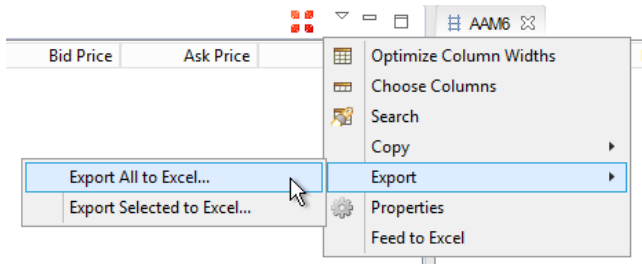 AAM6
Bid Price Ask Price
Optimize Column Widths
Choose Columns
Search
Copy
Export
Export All to Excel...
Export Selected to Excel...
Properties
Feed to Excel